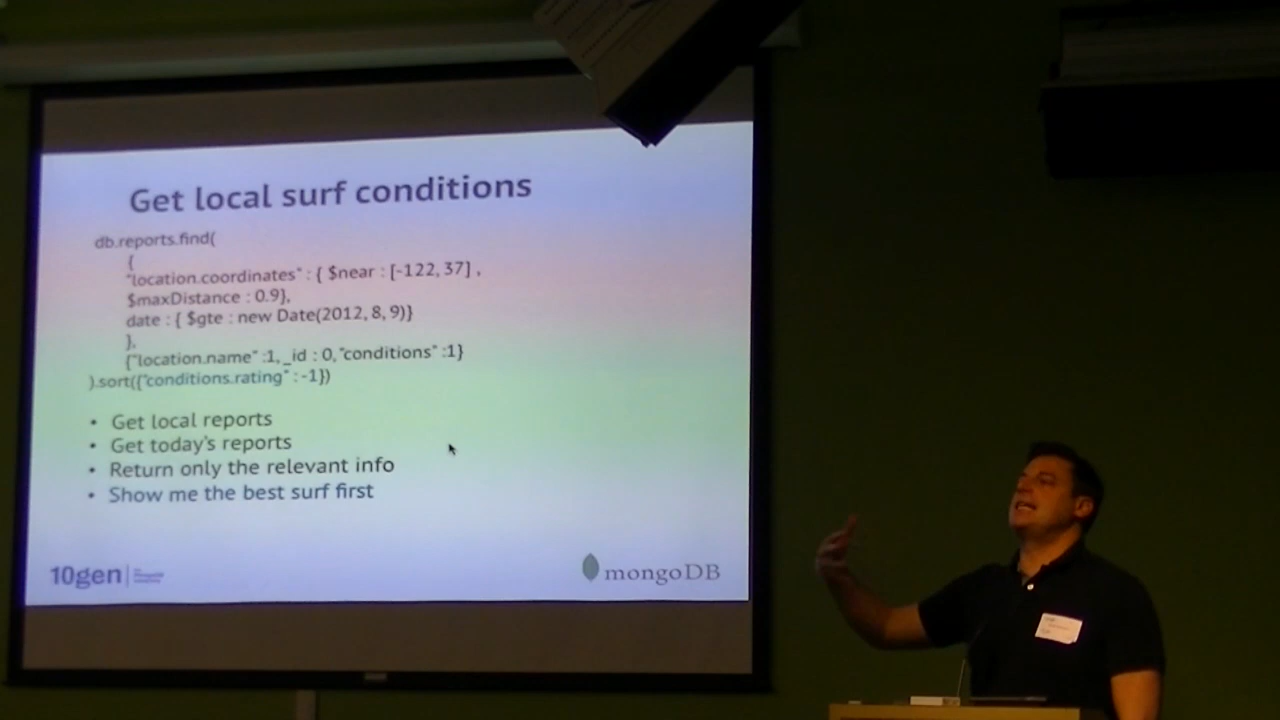 Get local surf conditions
db.reports.find(
{
"location.coordinates" : { $near : [-122, 37] ,
$maxDistance : 0.9},
date : { $gte : new Date(2012, 8, 9)}
},
{"location.name" :1, _id : 0, "conditions" :1}
).sort({"conditions.rating" : -1})
• Get local reports
• Get today's reports
• Return only the relevant info
• Show me the best surf first
10gen
mongoDB